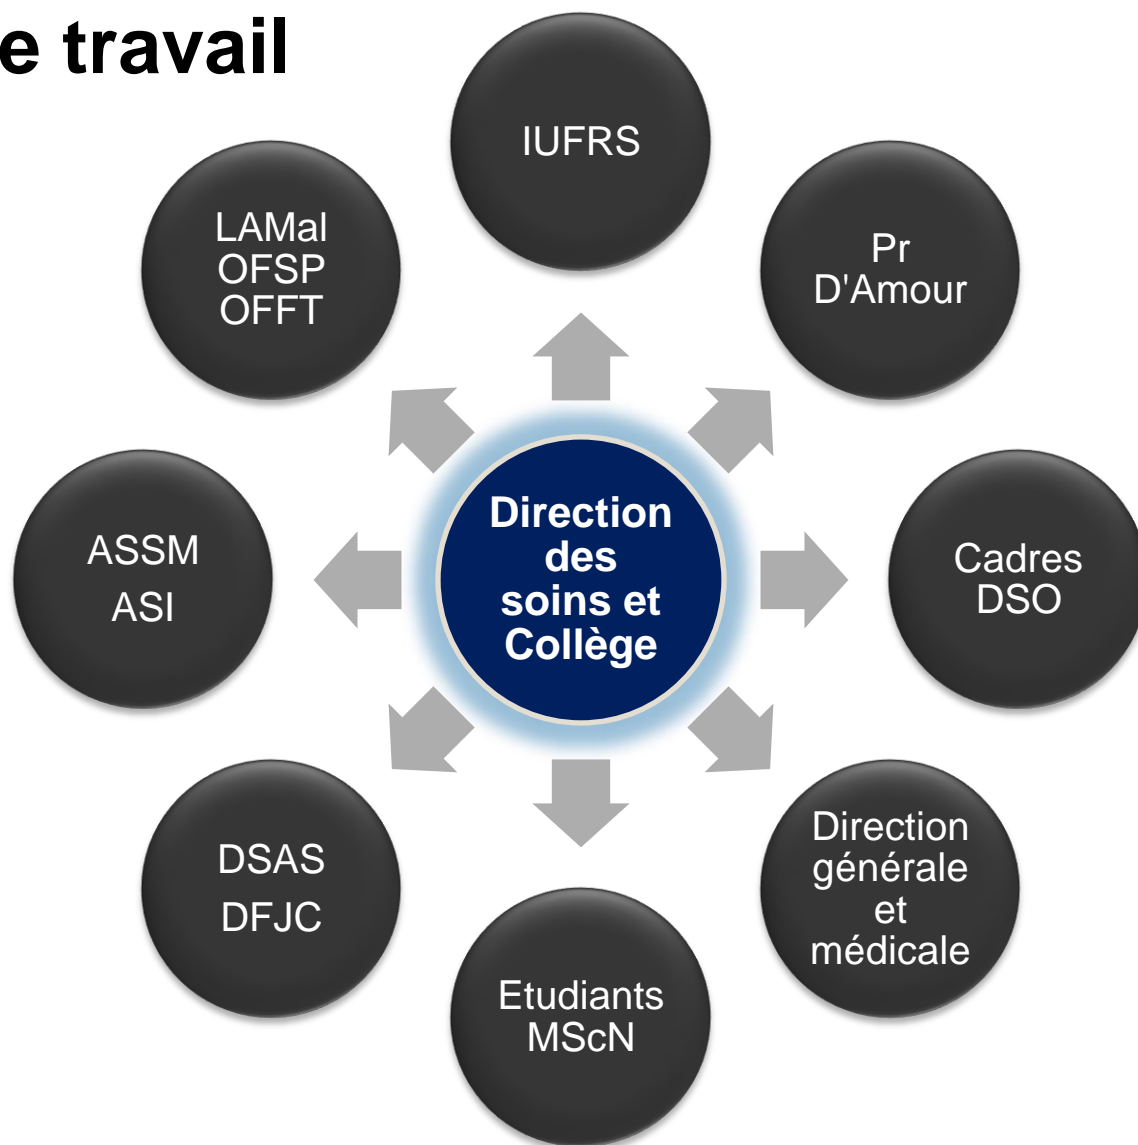 e travail
IUFRS
LAMal
OFSP
OFFT
Pr
D'Amour
Direction
des
soins et
Collège
ASSM
ASI
Cadres
DSO
DSAS
DFJC
Direction
générale
et
médicale
Etudiants
MScN